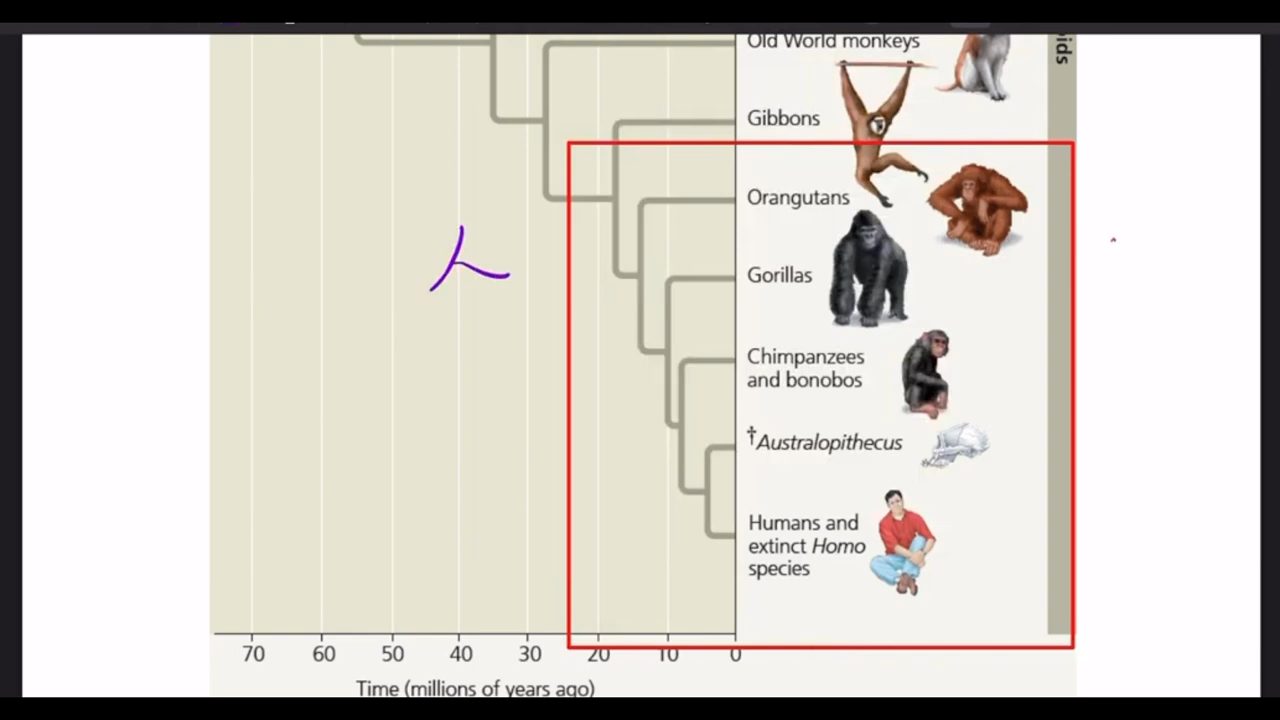 Old World monkeys
ids
Gibbons
Orangutans
Gorillas
Chimpanzees
and bonobos
†Australopithecus
Humans and
extinct Homo
species
70 60 50 40 30 20 10 0
Time (millions of years ago)